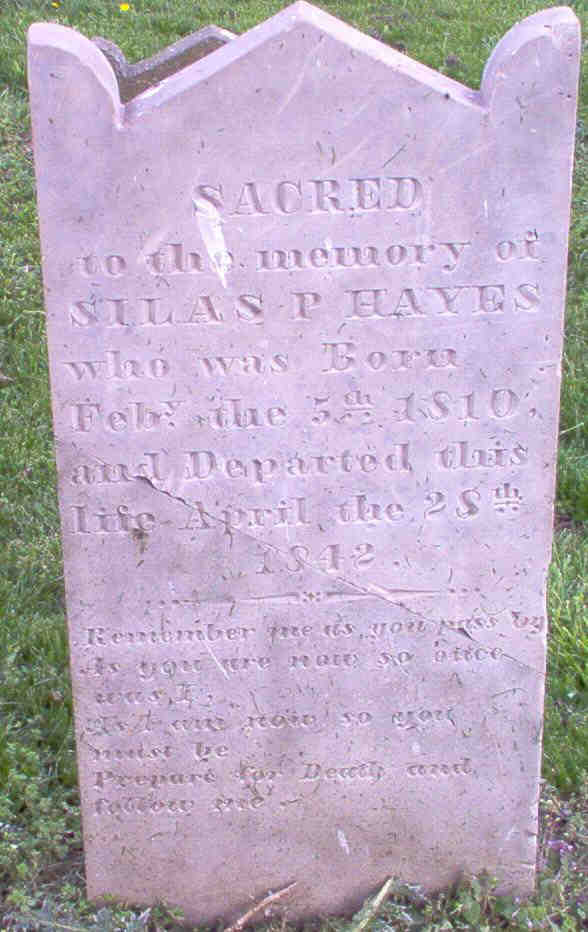 SACRED
to the memory of
SILAS P HAYES
who was Born
Feby. the 5th 1810,
and Departed this
life April the 28th
1842.
Remember me as you pass by
As you are now so once
was I,
As I am now so you
must be
Prepare for Death and
follow me